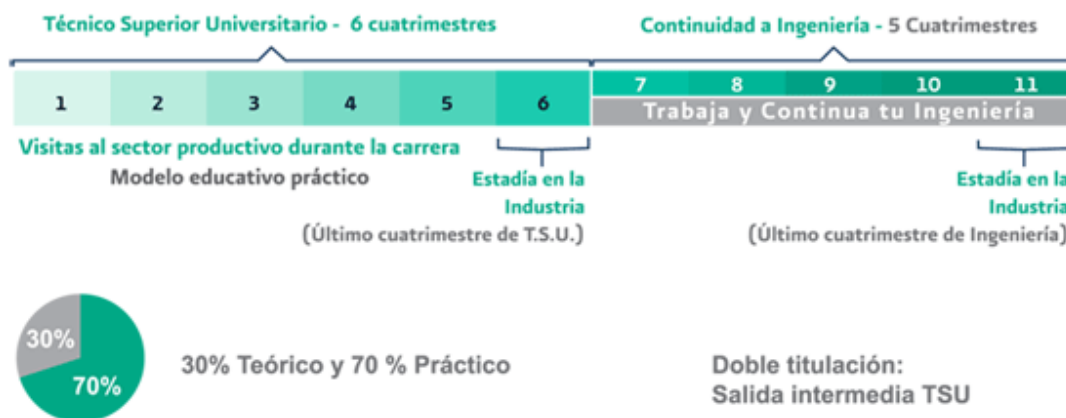 Técnico Superior Universitario - 6 cuatrimestres
Continuidad a Ingeniería - 5 Cuatrimestres
1 2 3 4 5 6
7 8 9 10 11
Trabaja y Continua tu Ingeniería
Visitas al sector productivo durante la carrera
Modelo educativo práctico
Estadía en la
Industria
(Último cuatrimestre de T.S.U.)
Estadía en la
Industria
(Último cuatrimestre de Ingeniería)
30%
70%
30% Teórico y 70 % Práctico
Doble titulación:
Salida intermedia TSU